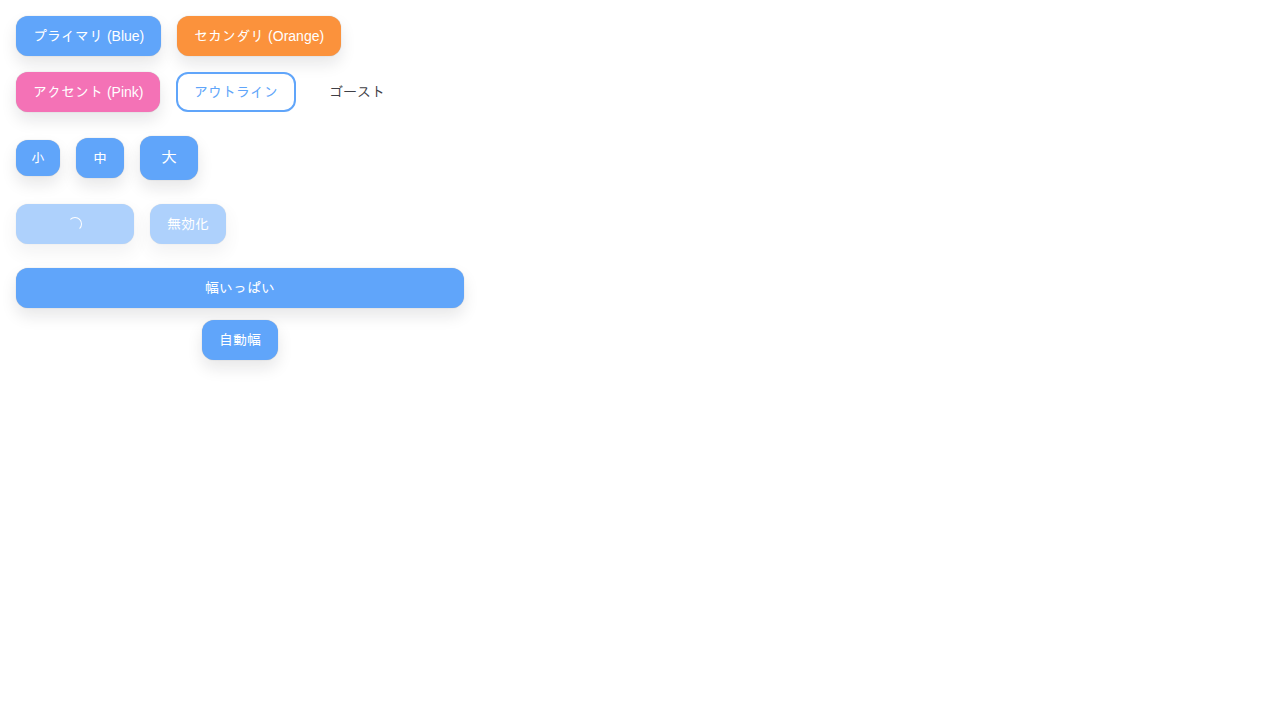 プライマリ (Blue) セカンダリ (Orange)
アクセント (Pink) アウトライン ゴースト
小 中 大
無効化
幅いっぱい
自動幅